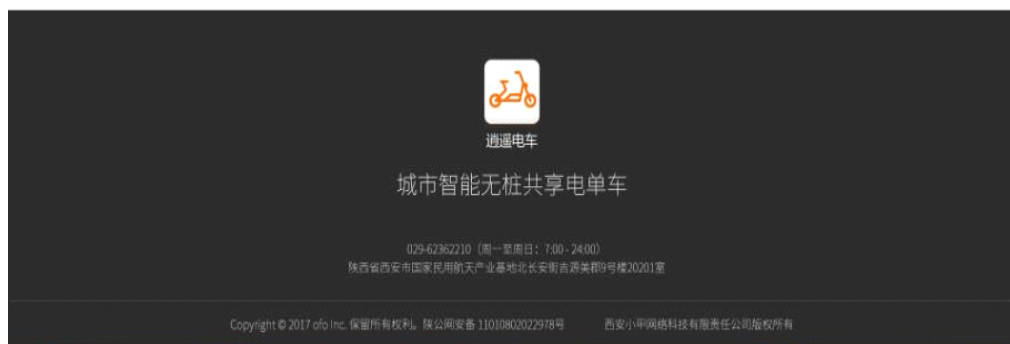 逍遥电车
城市智能无桩共享电单车
029-62362210（周一至周日：7:00 - 24:00）
陕西省西安市国家民用航天产业基地北长安街吉源美郡9号楼20201室
Copyright © 2017 ofo Inc. 保留所有权利。陕公网安备 11010802022978号 西安小甲网络科技有限责任公司版权所有